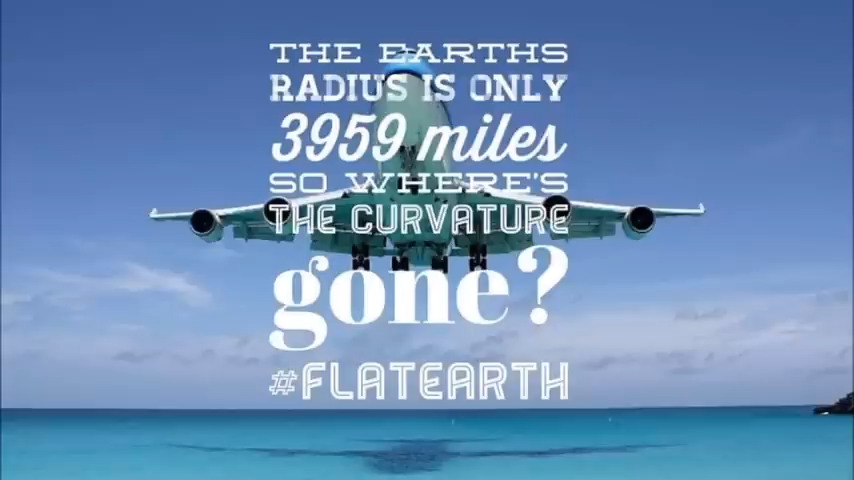 THE EARTHS
RADIUS IS ONLY
3959 miles
SO WHERE'S
THE CURVATURE
gone?
#FLATEARTH